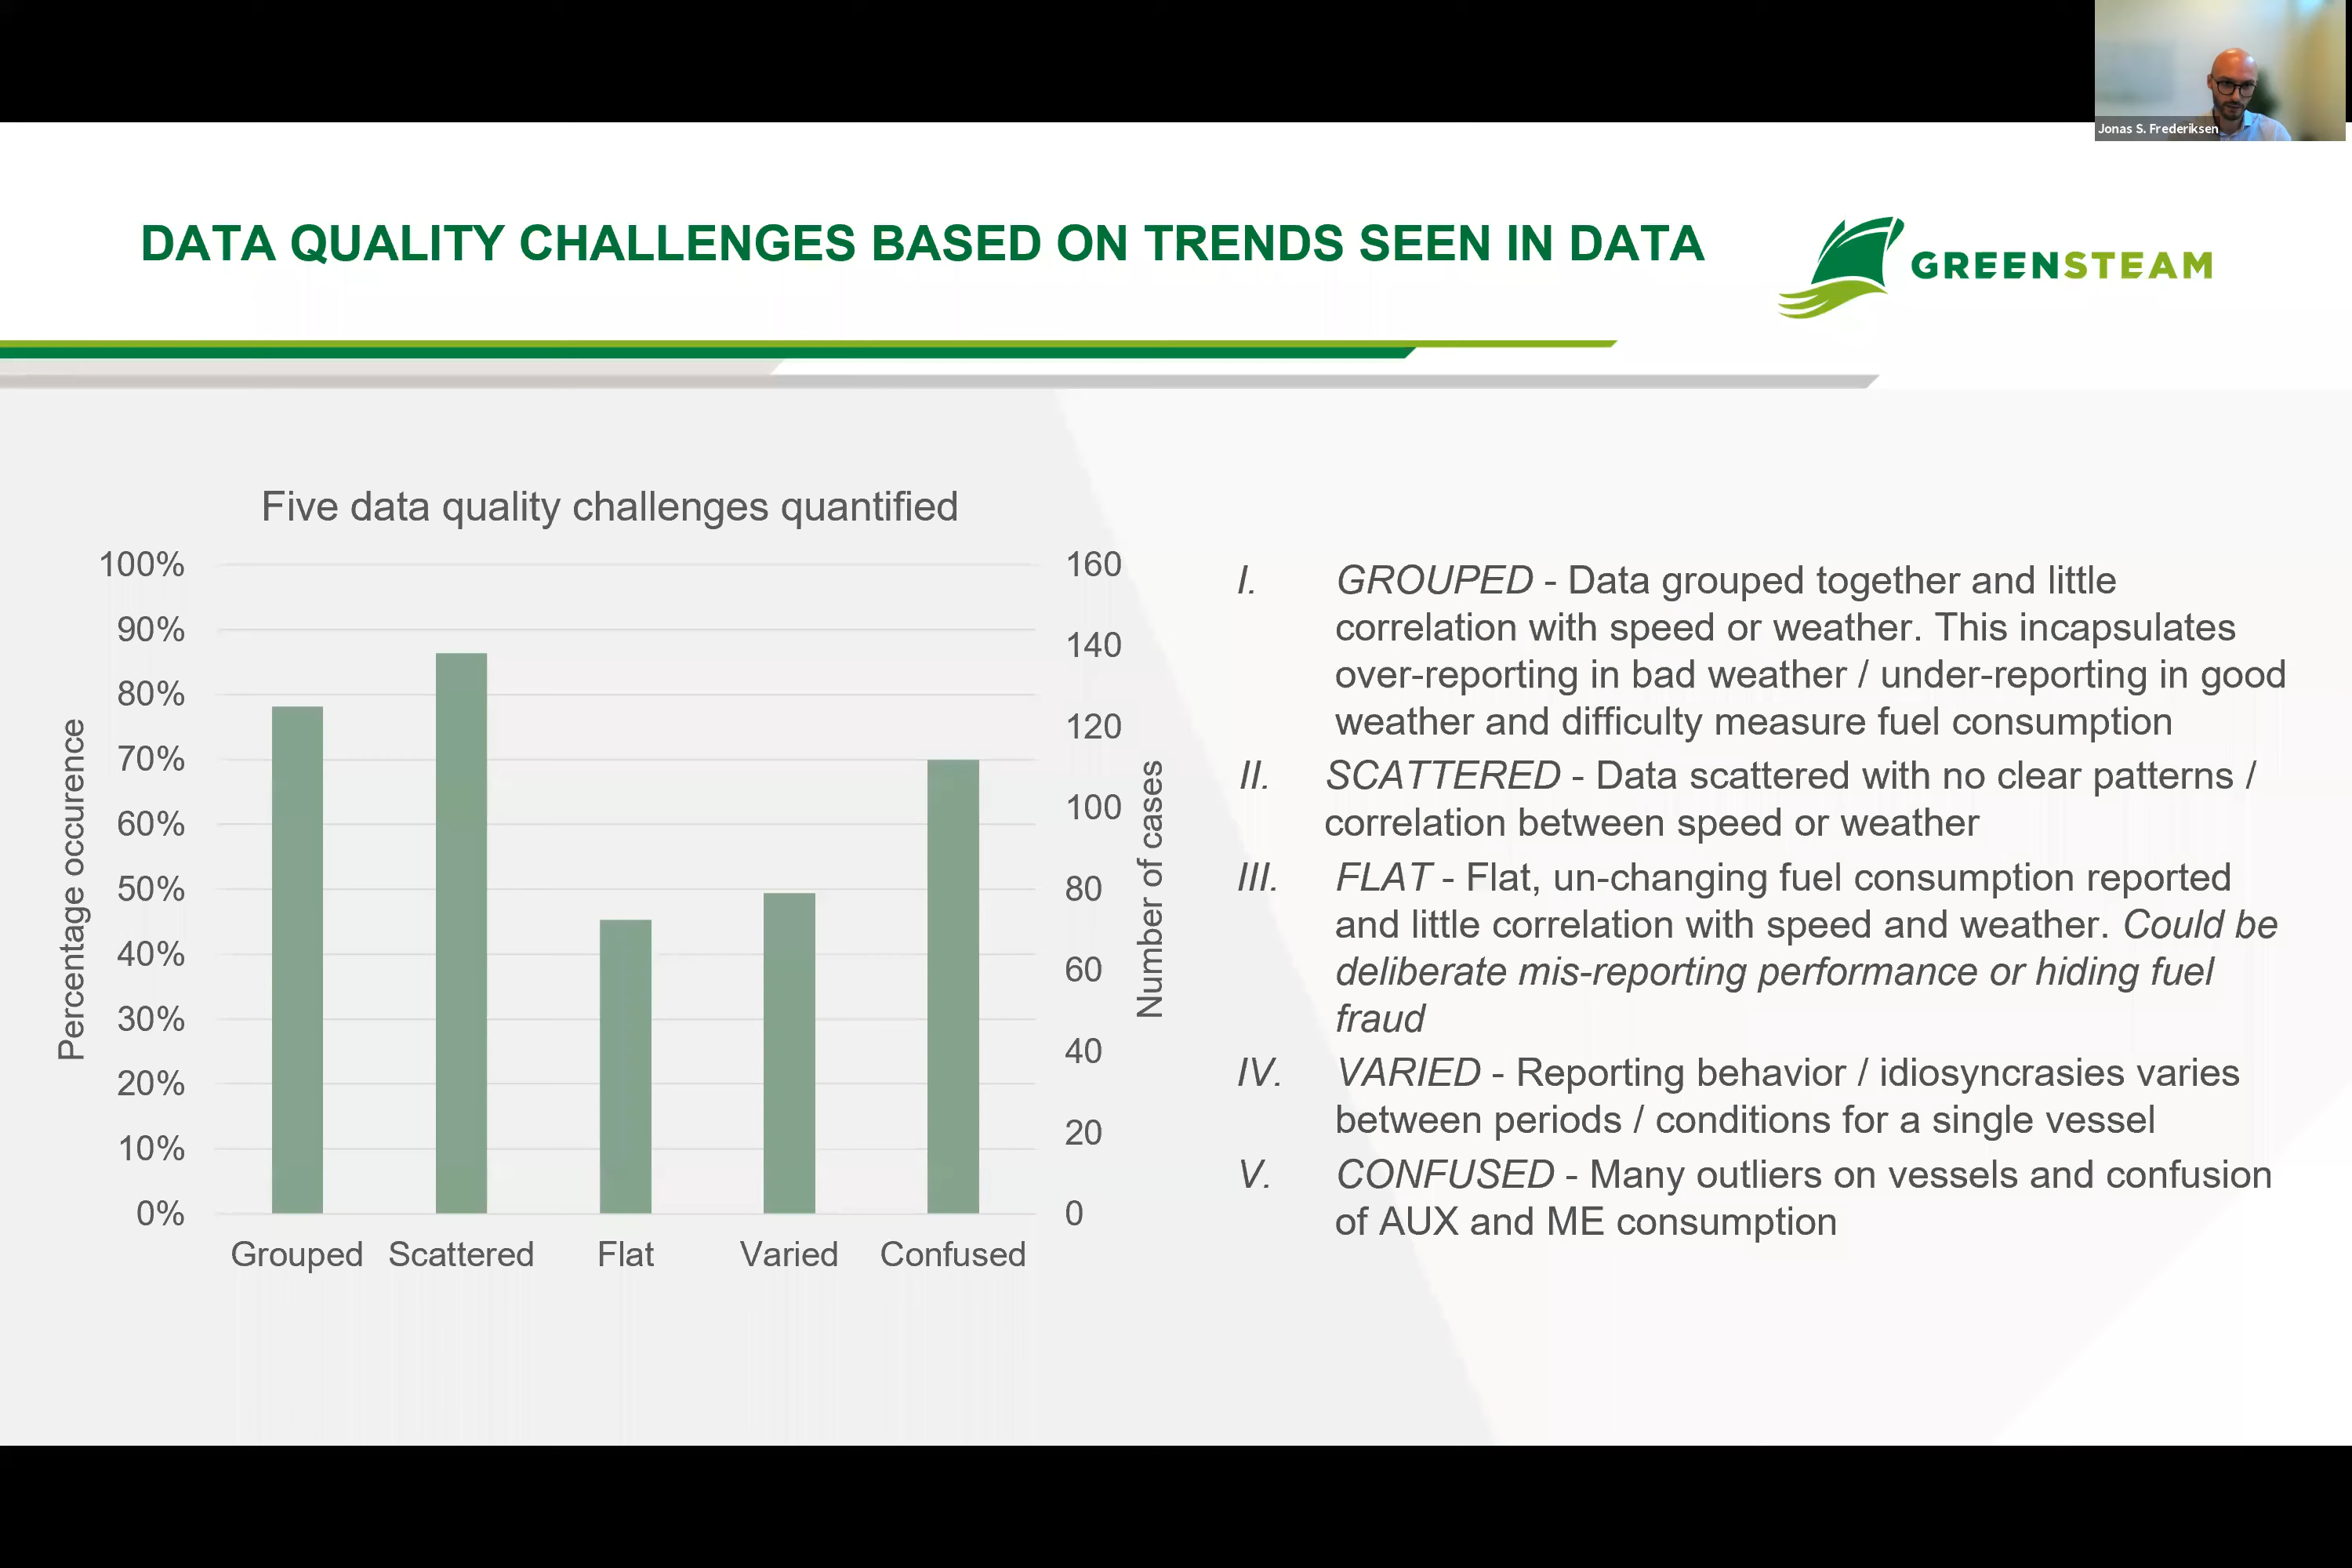 Jonas S. Frederiksen
DATA QUALITY CHALLENGES BASED ON TRENDS SEEN IN DATA
GREENSTEAM
Five data quality challenges quantified
100%
90%
80%
70%
60%
50%
40%
30%
20%
10%
0%
Percentage occurence
160
140
120
100
80
60
40
20
0
Number of cases
Grouped Scattered Flat Varied Confused
I. GROUPED - Data grouped together and little
correlation with speed or weather. This incapsulates
over-reporting in bad weather / under-reporting in good
weather and difficulty measure fuel consumption
II. SCATTERED - Data scattered with no clear patterns /
correlation between speed or weather
III. FLAT - Flat, un-changing fuel consumption reported
and little correlation with speed and weather. Could be
deliberate mis-reporting performance or hiding fuel
fraud
IV. VARIED - Reporting behavior / idiosyncrasies varies
between periods / conditions for a single vessel
V. CONFUSED - Many outliers on vessels and confusion
of AUX and ME consumption